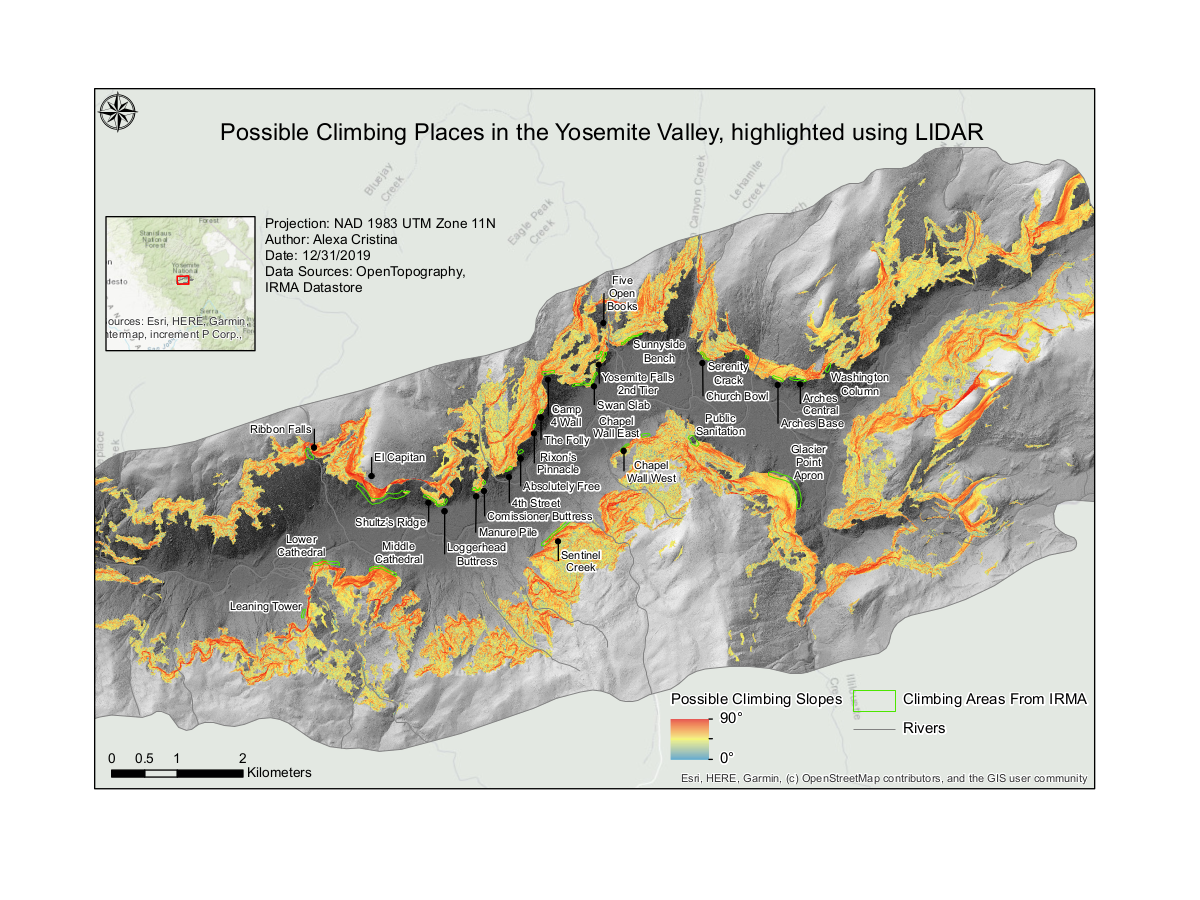 Possible Climbing Places in the Yosemite Valley, highlighted using LIDAR
Bluejay
Creek
Eagle Peak
Creek
Canyon Creek
Lehamite
Creek
Projection: NAD 1983 UTM Zone 11N
Author: Alexa Cristina
Date: 12/31/2019
Data Sources: OpenTopography,
IRMA Datastore
Forest
Stanislaus
National
Forest
Yosemite
National
desto
Sierra
ources: Esri, HERE, Garmin,
ntermap, increment P Corp.,
Five
Open
Books
Sunnyside
Bench
Serenity
Crack
Washington
Column
Yosemite Falls
2nd Tier
Swan Slab
Church Bowl
Arches
Central
Arches Base
Camp
4 Wall
Chapel
Wall East
Public
Sanitation
Ribbon Falls
The Folly
El Capitan
Rixon's
Pinnacle
Chapel
Wall West
Glacier
Point
Apron
Absolutely Free
4th Street
Comissioner Buttress
Shultz's Ridge
Manure Pile
Lower
Cathedral
Middle
Cathedral
Loggerhead
Buttress
Sentinel
Creek
Leaning Tower
Possible Climbing Slopes
90°
0°
Climbing Areas From IRMA
Rivers
0 0.5 1 2
Kilometers
Esri, HERE, Garmin, (c) OpenStreetMap contributors, and the GIS user community